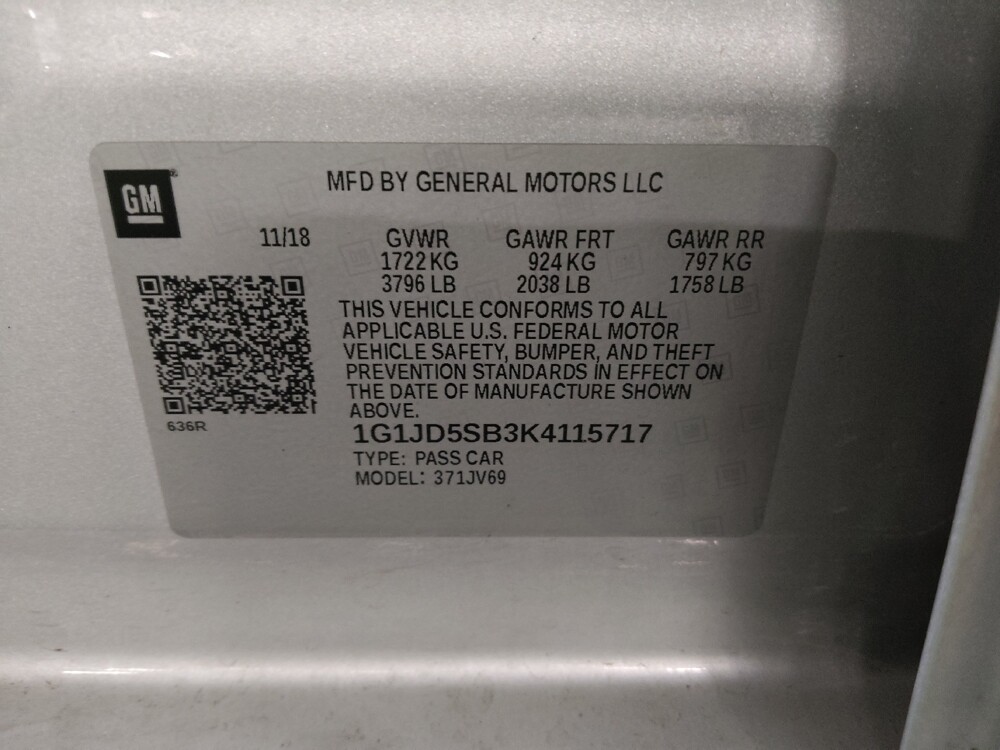 GM
MFD BY GENERAL MOTORS LLC
11/18 GVWR GAWR FRT GAWR RR
1722 KG 924 KG 797 KG
3796 LB 2038 LB 1758 LB
THIS VEHICLE CONFORMS TO ALL
APPLICABLE U.S. FEDERAL MOTOR
VEHICLE SAFETY, BUMPER, AND THEFT
PREVENTION STANDARDS IN EFFECT ON
THE DATE OF MANUFACTURE SHOWN
ABOVE.
636R
1G1JD5SB3K4115717
TYPE: PASS CAR
MODEL: 371JV69